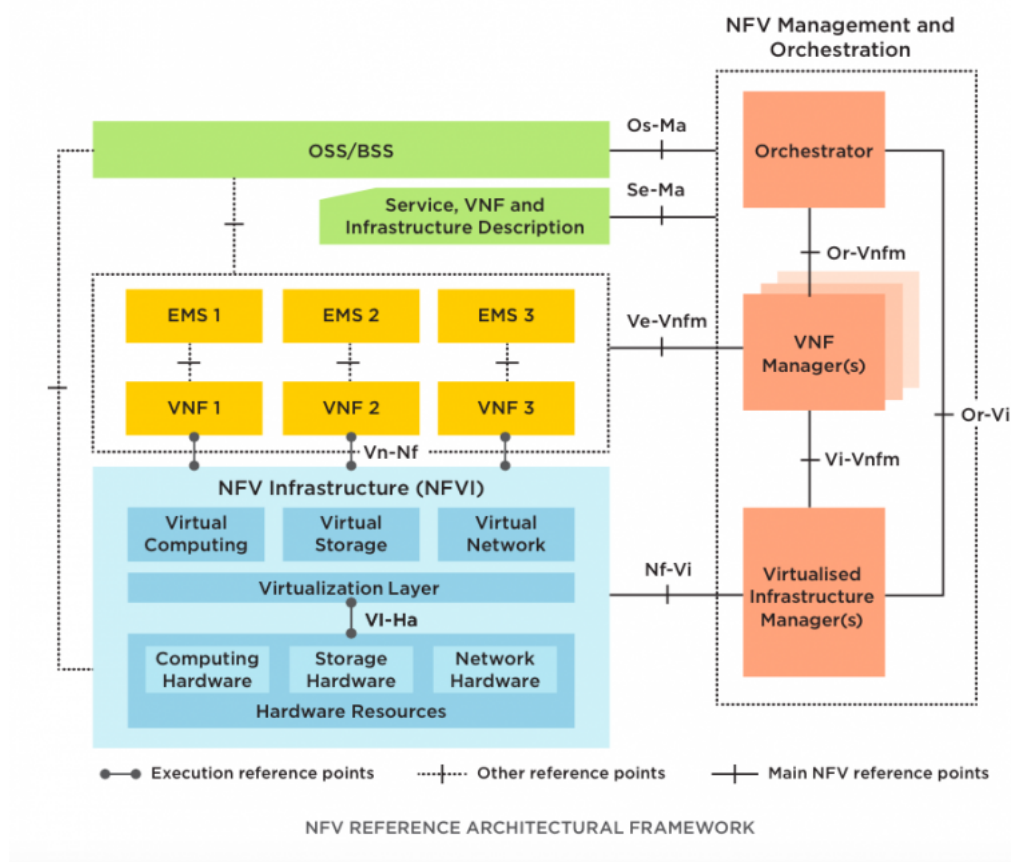 NFV Management and
Orchestration
OSS/BSS
Os-Ma
Orchestrator
Service, VNF and
Infrastructure Description
Se-Ma
Or-Vnfm
EMS 1
EMS 2
EMS 3
Ve-Vnfm
VNF
Manager(s)
VNF 1
VNF 2
VNF 3
Or-Vi
Vn-Nf
Vi-Vnfm
NFV Infrastructure (NFVI)
Virtual
Computing
Virtual
Storage
Virtual
Network
Nf-Vi
Virtualised
Infrastructure
Manager(s)
Virtualization Layer
VI-Ha
Computing
Hardware
Storage
Hardware
Network
Hardware
Hardware Resources
Execution reference points
Other reference points
Main NFV reference points
NFV REFERENCE ARCHITECTURAL FRAMEWORK